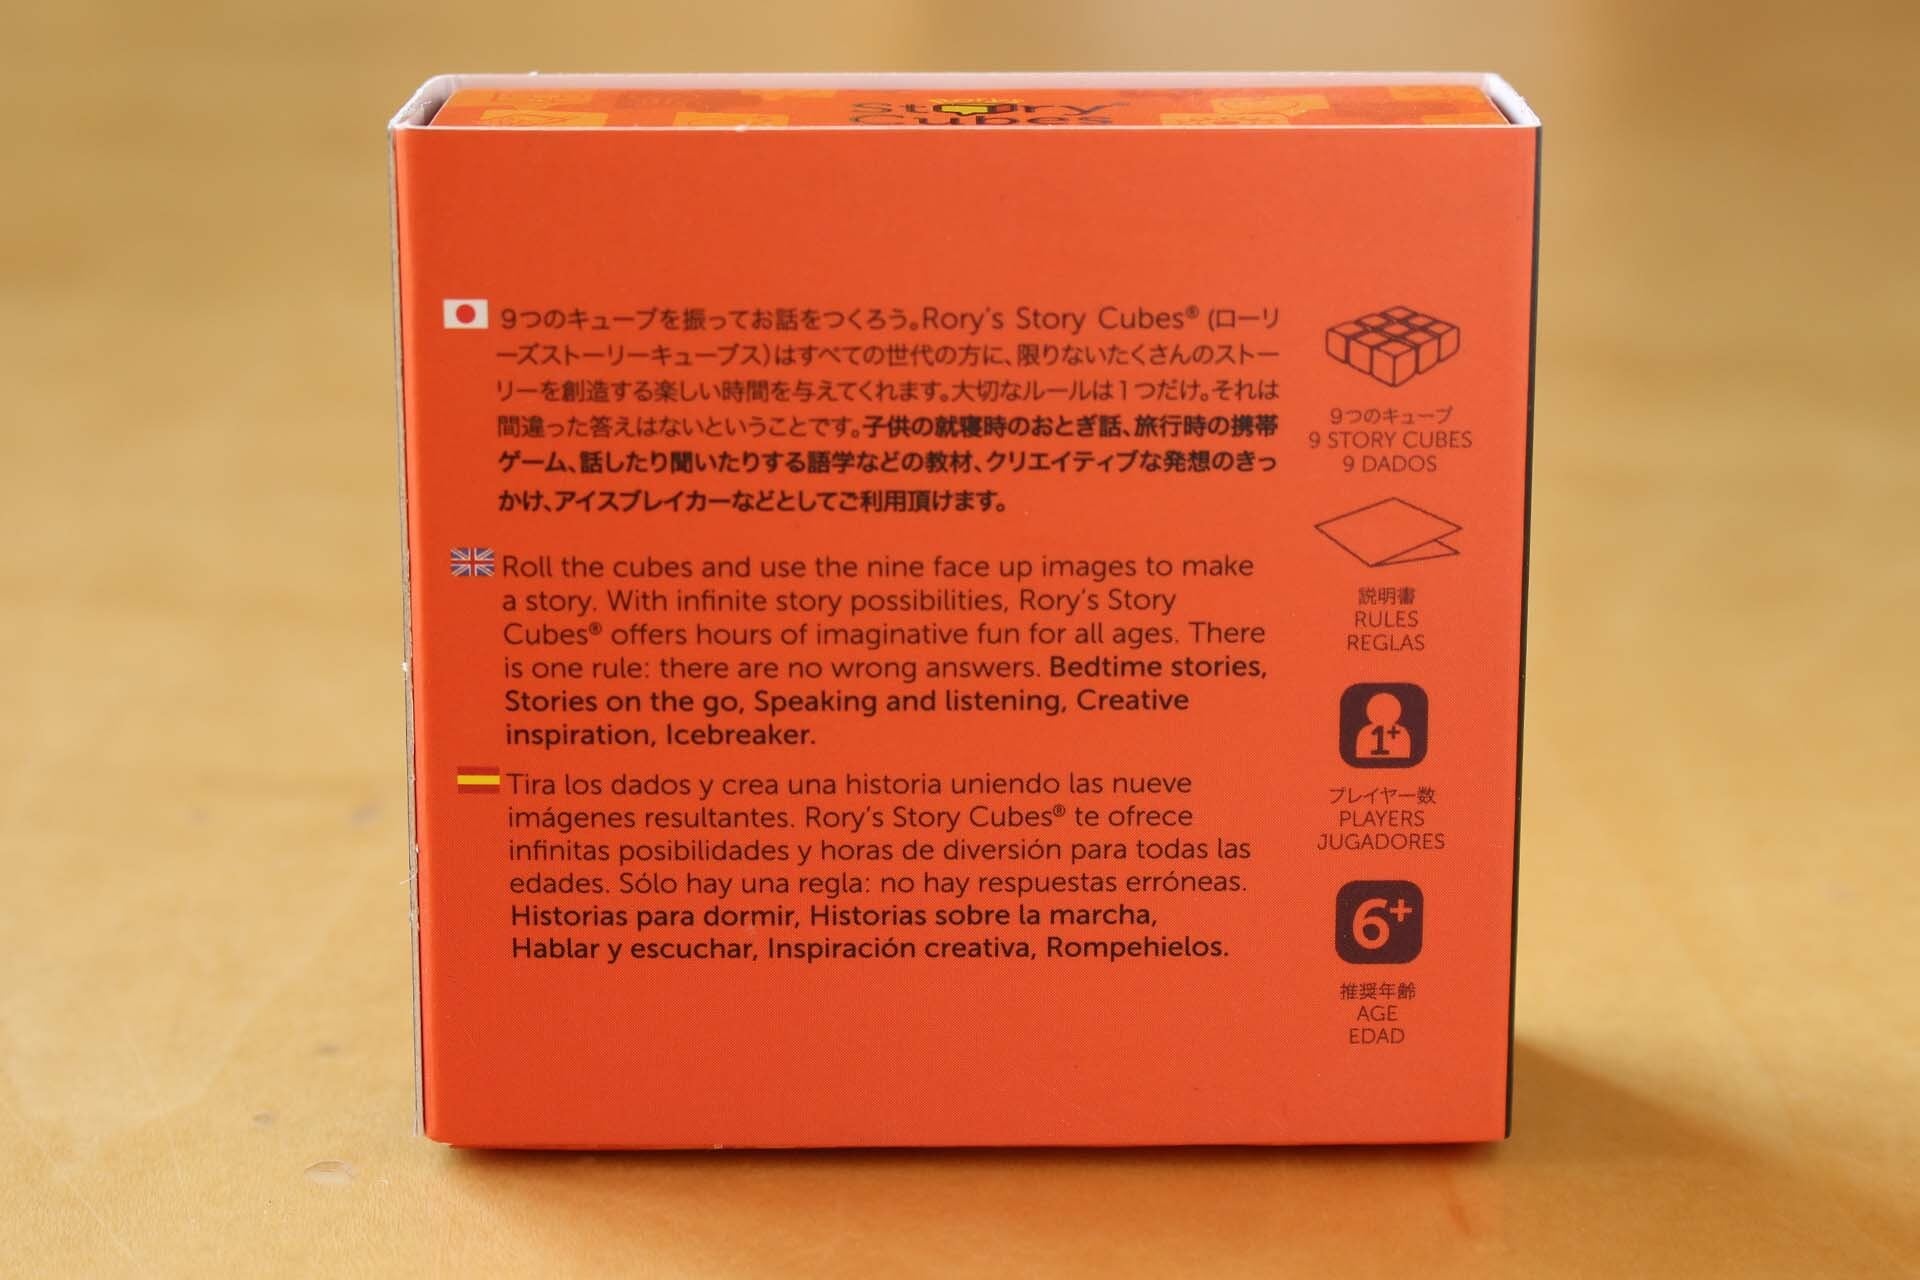 Story
Cubes
9つのキューブを振ってお話をつくろう。Rory's Story Cubes® (ローリ
ーズストーリーキューブス)はすべての世代の方に、限りないたくさんのストー
リーを創造する楽しい時間を与えてくれます。大切なルールは1つだけ。それは
間違った答えはないということです。子供の就寝時のおとぎ話、旅行時の携帯
ゲーム、話したり聞いたりする語学などの教材、クリエイティブな発想のきっ
かけ、アイスブレイカーなどとしてご利用頂けます。
Roll the cubes and use the nine face up images to make
a story. With infinite story possibilities, Rory's Story
Cubes® offers hours of imaginative fun for all ages. There
is one rule: there are no wrong answers. Bedtime stories,
Stories on the go, Speaking and listening, Creative
inspiration, Icebreaker.
Tira los dados y crea una historia uniendo las nueve
imágenes resultantes. Rory's Story Cubes® te ofrece
infinitas posibilidades y horas de diversión para todas las
edades. Sólo hay una regla: no hay respuestas erróneas.
Historias para dormir, Historias sobre la marcha,
Hablar y escuchar, Inspiración creativa, Rompehielos.
9つのキューブ
9 STORY CUBES
9 DADOS
説明書
RULES
REGLAS
1+
プレイヤー数
PLAYERS
JUGADORES
6+
推奨年齢
AGE
EDAD